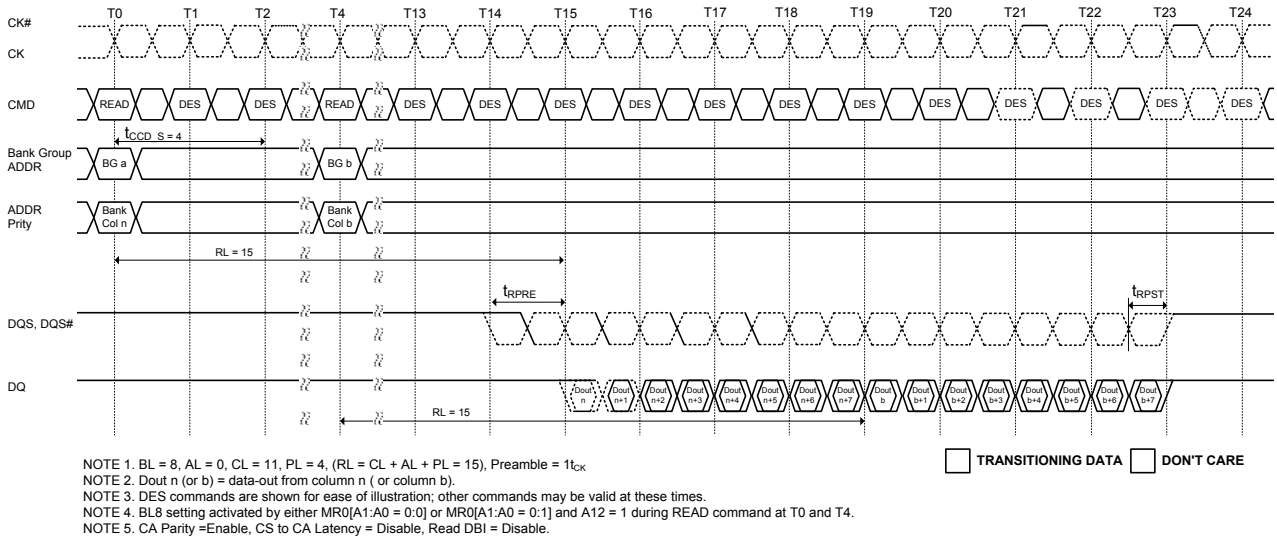 T0 T1 T2 T4 T13 T14 T15 T16 T17 T18 T19 T20 T21 T22 T23 T24
CK#
CK
CMD READ DES DES READ DES DES DES DES DES DES DES DES DES DES DES DES
tCCD_S = 4
Bank Group
ADDR
BG a BG b
ADDR
Prity
Bank
Col n
Bank
Col b
RL = 15
tRPRE tRPST
DQS, DQS#
DQ
Dout
n
Dout
n+1
Dout
n+2
Dout
n+3
Dout
n+4
Dout
n+5
Dout
n+6
Dout
n+7
Dout
b
Dout
b+1
Dout
b+2
Dout
b+3
Dout
b+4
Dout
b+5
Dout
b+6
Dout
b+7
RL = 15
NOTE 1. BL = 8, AL = 0, CL = 11, PL = 4, (RL = CL + AL + PL = 15), Preamble = 1tCK
NOTE 2. Dout n (or b) = data-out from column n ( or column b).
NOTE 3. DES commands are shown for ease of illustration; other commands may be valid at these times.
NOTE 4. BL8 setting activated by either MR0[A1:A0 = 0:0] or MR0[A1:A0 = 0:1] and A12 = 1 during READ command at T0 and T4.
NOTE 5. CA Parity =Enable, CS to CA Latency = Disable, Read DBI = Disable.
TRANSITIONING DATA DON'T CARE